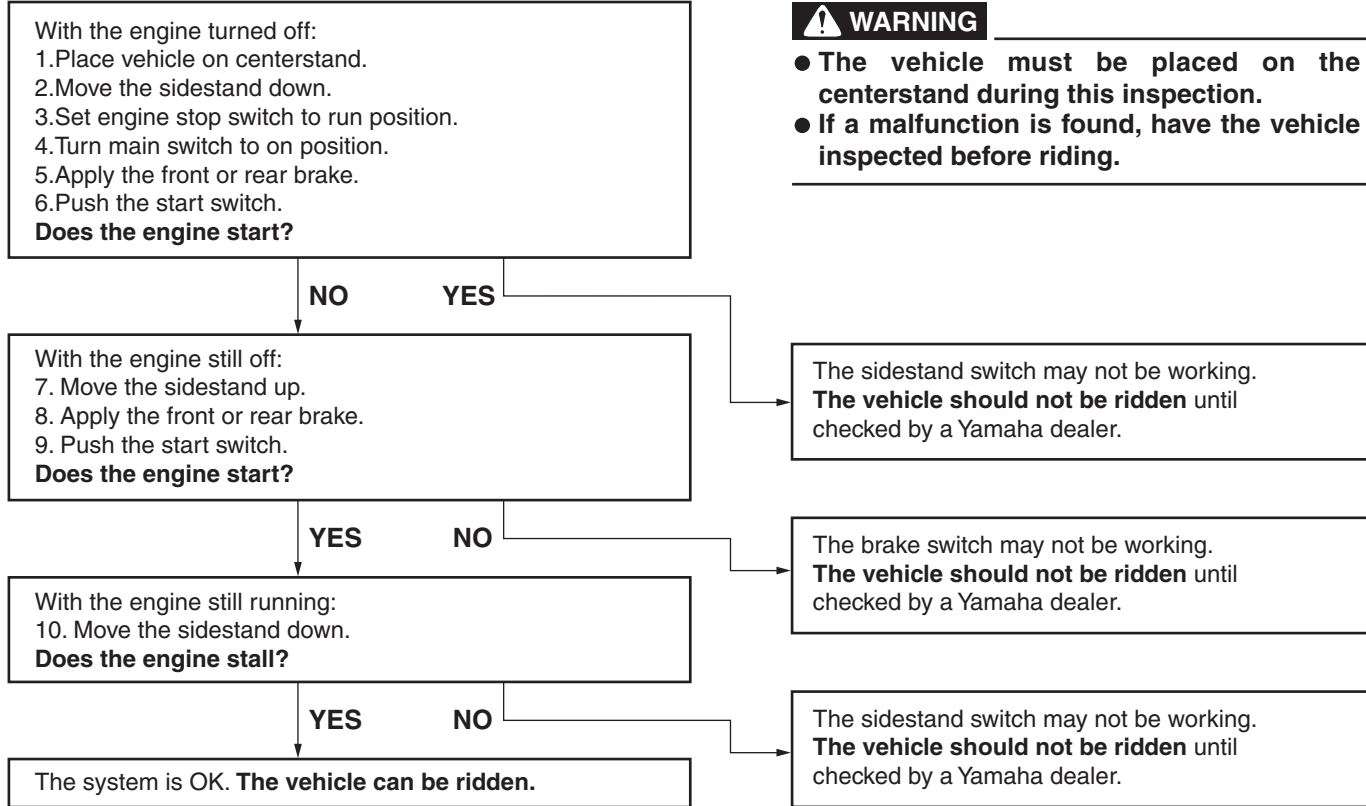 With the engine turned off:
1.Place vehicle on centerstand.
2.Move the sidestand down.
3.Set engine stop switch to run position.
4.Turn main switch to on position.
5.Apply the front or rear brake.
6.Push the start switch.
Does the engine start?
WARNING
● The vehicle must be placed on the
centerstand during this inspection.
● If a malfunction is found, have the vehicle
inspected before riding.
NO YES
With the engine still off:
7. Move the sidestand up.
8. Apply the front or rear brake.
9. Push the start switch.
Does the engine start?
The sidestand switch may not be working.
The vehicle should not be ridden until
checked by a Yamaha dealer.
YES NO
With the engine still running:
10. Move the sidestand down.
Does the engine stall?
The brake switch may not be working.
The vehicle should not be ridden until
checked by a Yamaha dealer.
YES NO
The system is OK. The vehicle can be ridden.
The sidestand switch may not be working.
The vehicle should not be ridden until
checked by a Yamaha dealer.